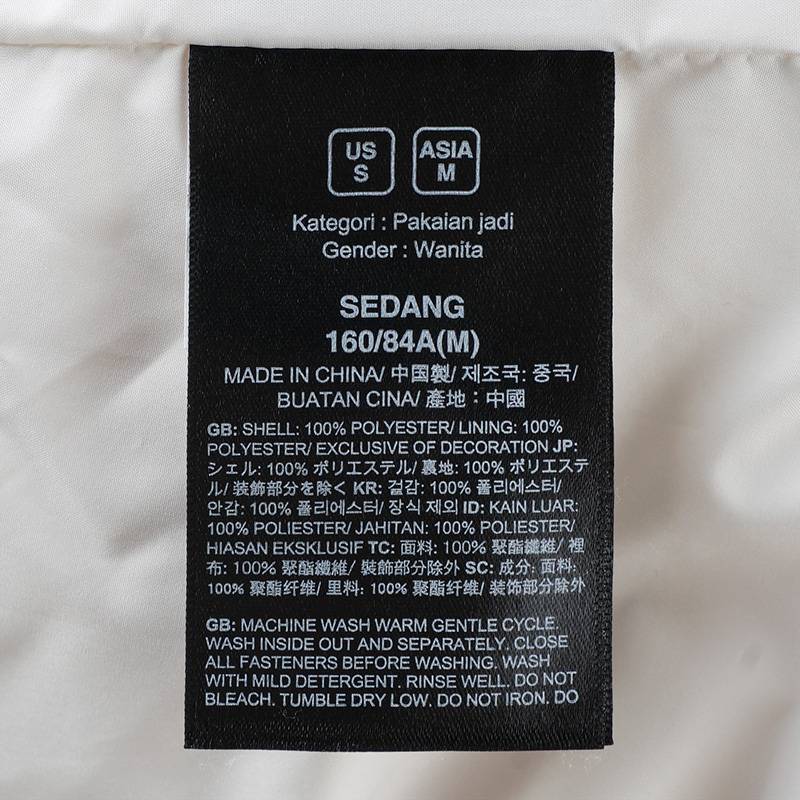 US
S
ASIA
M
Kategori : Pakaian jadi
Gender : Wanita
SEDANG
160/84A(M)
MADE IN CHINA/ 中国製/ 제조국: 중국/
BUATAN CINA/ 產地：中國
GB: SHELL: 100% POLYESTER/ LINING: 100%
POLYESTER/ EXCLUSIVE OF DECORATION JP:
シェル: 100% ポリエステル/ 裏地: 100% ポリエステ
ル/ 装飾部分を除く KR: 겉감: 100% 폴리에스터/
안감: 100% 폴리에스터/ 장식 제외 ID: KAIN LUAR:
100% POLIESTER/ JAHITAN: 100% POLIESTER/
HIASAN EKSKLUSIF TC: 面料: 100% 聚酯纖維/ 裡
布: 100% 聚酯纖維/ 裝飾部分除外 SC: 成分: 面料:
100% 聚酯纤维/ 里料: 100% 聚酯纤维/ 装饰部分除外
GB: MACHINE WASH WARM GENTLE CYCLE.
WASH INSIDE OUT AND SEPARATELY. CLOSE
ALL FASTENERS BEFORE WASHING. WASH
WITH MILD DETERGENT. RINSE WELL. DO NOT
BLEACH. TUMBLE DRY LOW. DO NOT IRON. DO